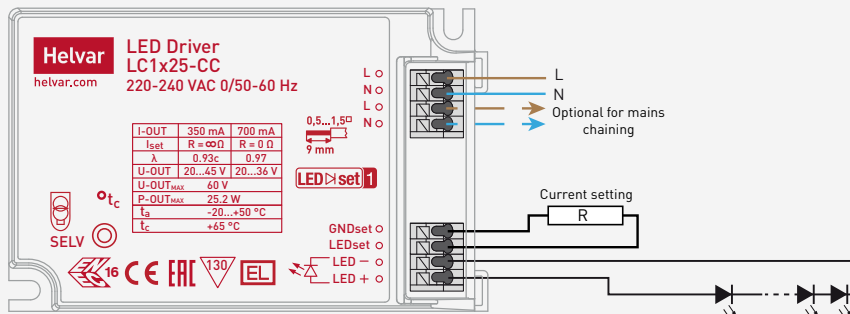 Helvar
helvar.com
LED Driver
LC1x25-CC
220-240 VAC 0/50-60 Hz
I-OUT 350 mA 700 mA
Iset R = ∞ Ω R = 0 Ω
λ 0.93c 0.97
U-OUT 20...45 V 20...36 V
U-OUTMAX 60 V
P-OUTMAX 25.2 W
ta -20...+50 °C
tc +65 °C
0,5...1,5□
9 mm
LED set 1
tc
SELV
16 CE EAC 130 EL
L
N
L
N
GNDset
LEDset
LED −
LED +
L
N
Optional for mains
chaining
Current setting
R